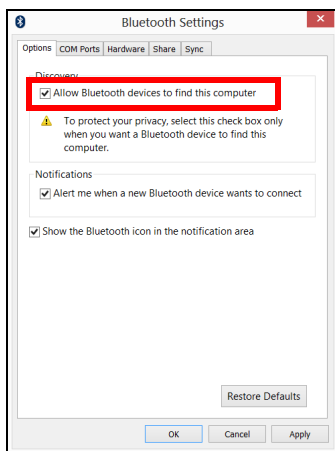 Bluetooth Settings
Options COM Ports Hardware Share Sync
Discovery
Allow Bluetooth devices to find this computer
To protect your privacy, select this check box only
when you want a Bluetooth device to find this
computer.
Notifications
Alert me when a new Bluetooth device wants to connect
Show the Bluetooth icon in the notification area
Restore Defaults
OK Cancel Apply